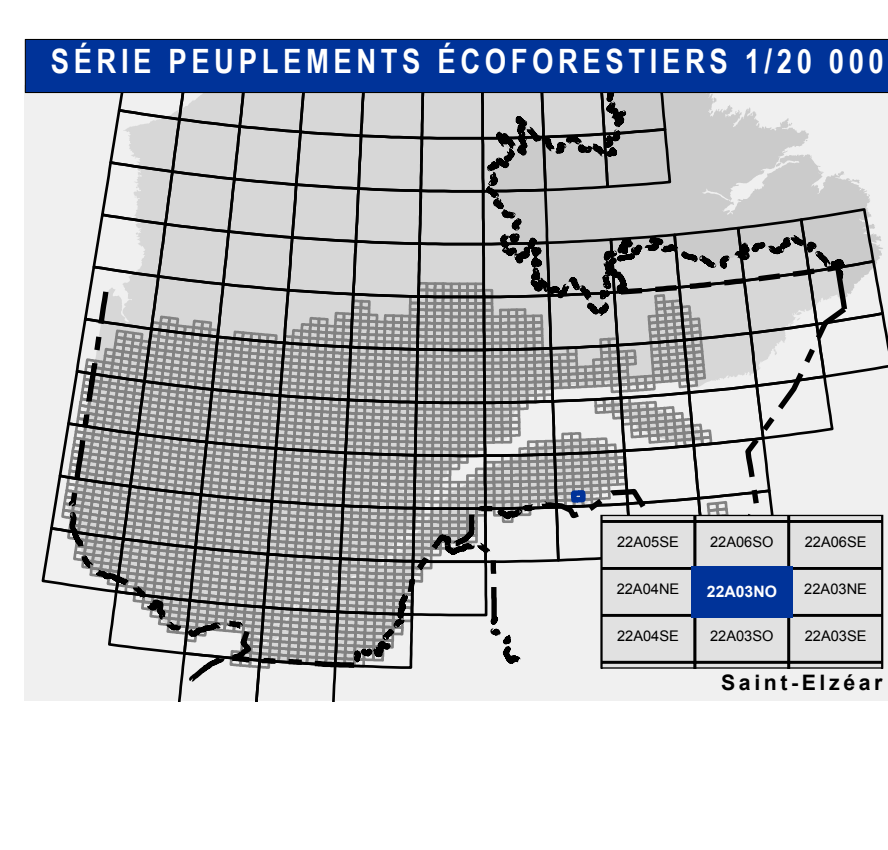 SÉRIE PEUPLEMENTS ÉCOFORESTIERS 1/20 000
22A05SE 22A06SO 22A06SE
22A04NE 22A03NO 22A03NE
22A04SE 22A03SO 22A03SE
Saint-Elzéar